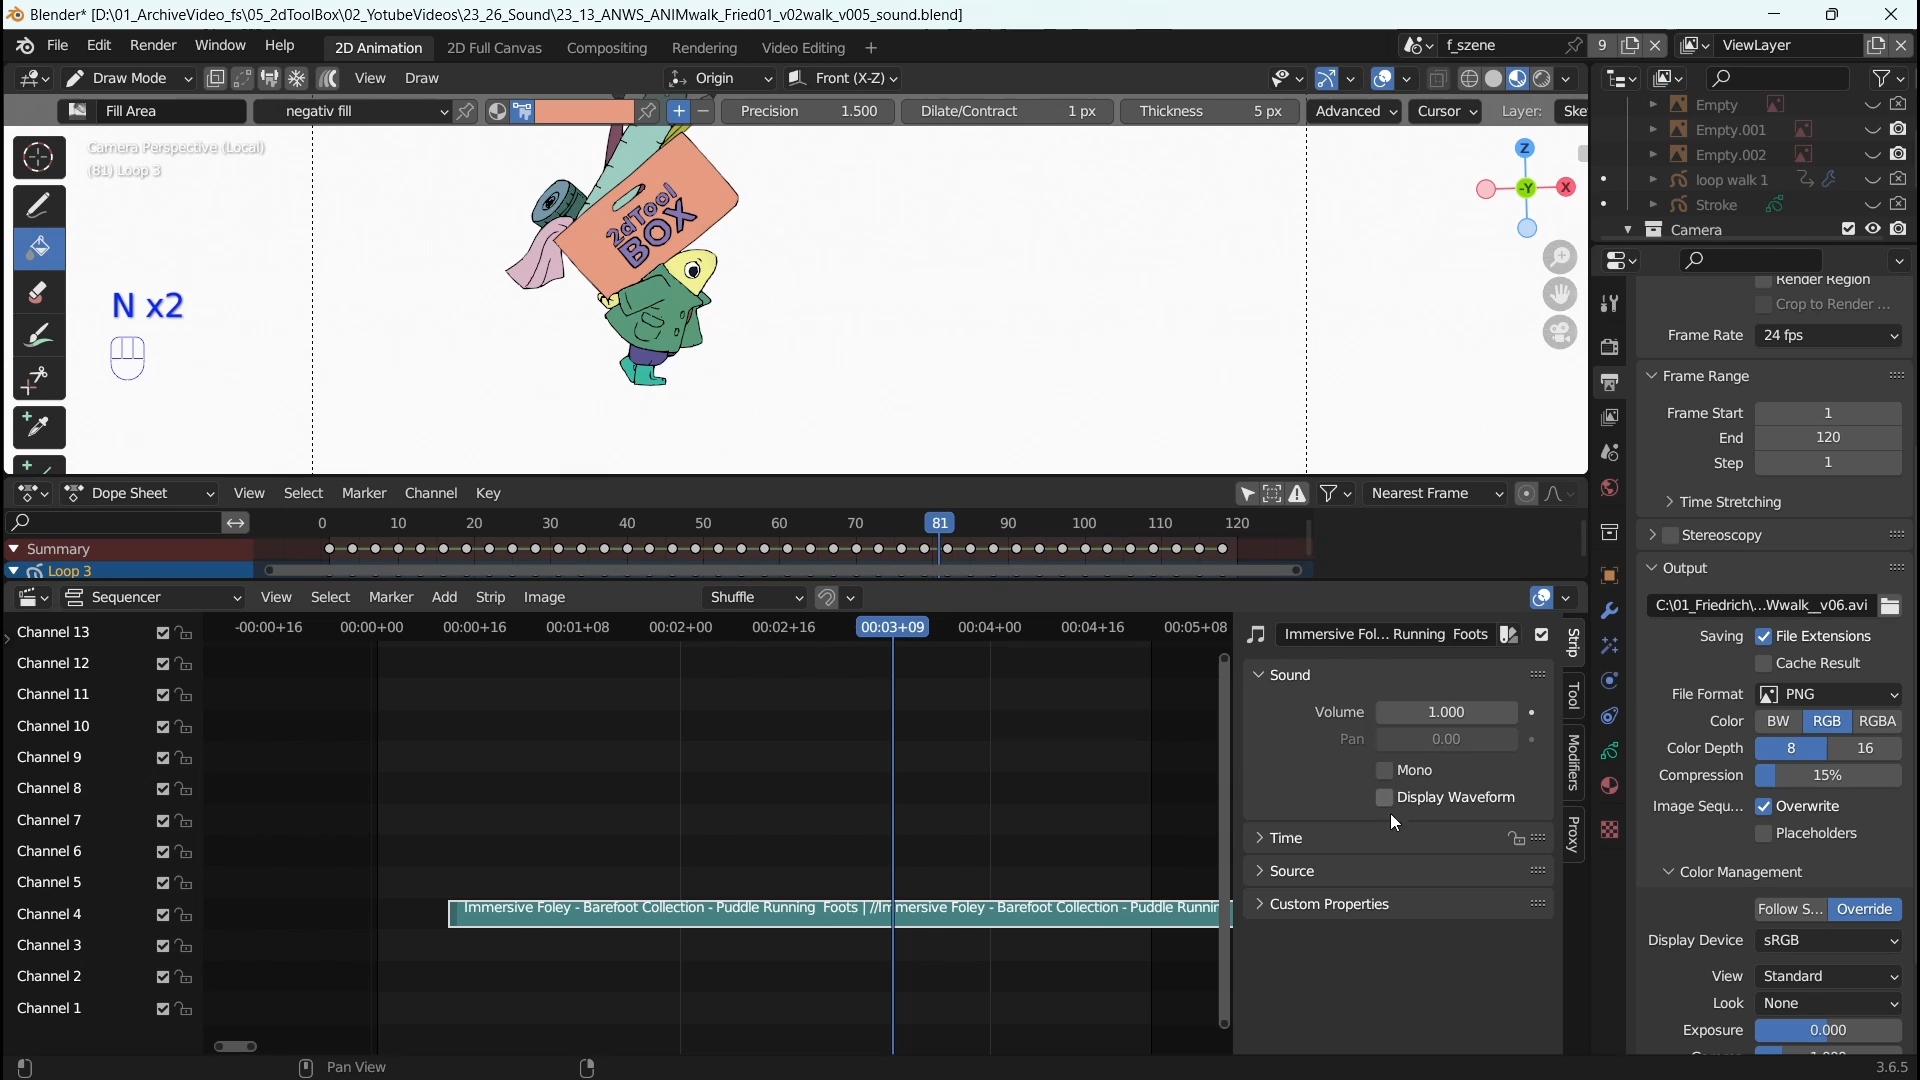 Blender* [D:\01_ArchiveVideo_fs\05_2dToolBox\02_YotubeVideos\23_26_Sound\23_13_ANWS_ANIMwalk_Fried01_v02walk_v005_sound.blend]
File Edit Render Window Help 2D Animation 2D Full Canvas Compositing Rendering Video Editing + f_szene 9 ViewLayer
Draw Mode View Draw Origin Front (X-Z)
Fill Area negativ fill Precision 1.500 Dilate/Contract 1 px Thickness 5 px Advanced Cursor Layer: Ske
Camera Perspective (Local)
(81) Loop 3
N x2
2dTool
BOX
Z
-Y X
Empty
Empty.001
Empty.002
loop walk 1
Stroke
Camera
Render Region
Crop to Render ...
Frame Rate 24 fps
Frame Range
Frame Start 1
End 120
Step 1
Time Stretching
Stereoscopy
Output
C:\01_Friedrich\...Wwalk__v06.avi
Saving File Extensions
Cache Result
File Format PNG
Color BW RGB RGBA
Color Depth 8 16
Compression 15%
Image Sequ... Overwrite
Placeholders
Color Management
Follow S... Override
Display Device sRGB
View Standard
Look None
Exposure 0.000
Dope Sheet View Select Marker Channel Key Nearest Frame
0 10 20 30 40 50 60 70 81 90 100 110 120
Summary
Loop 3
Sequencer View Select Marker Add Strip Image Shuffle
-00:00+16 00:00+00 00:00+16 00:01+08 00:02+00 00:02+16 00:03+09 00:04+00 00:04+16 00:05+08
Channel 13
Channel 12
Channel 11
Channel 10
Channel 9
Channel 8
Channel 7
Channel 6
Channel 5
Channel 4
Channel 3
Channel 2
Channel 1
Immersive Foley - Barefoot Collection - Puddle Running Foots | //Immersive Foley - Barefoot Collection - Puddle Runnin
Immersive Fol... Running Foots
Sound
Volume 1.000
Pan 0.00
Mono
Display Waveform
Time
Source
Custom Properties
Strip
Tool
Modifiers
Proxy
Pan View
3.6.5